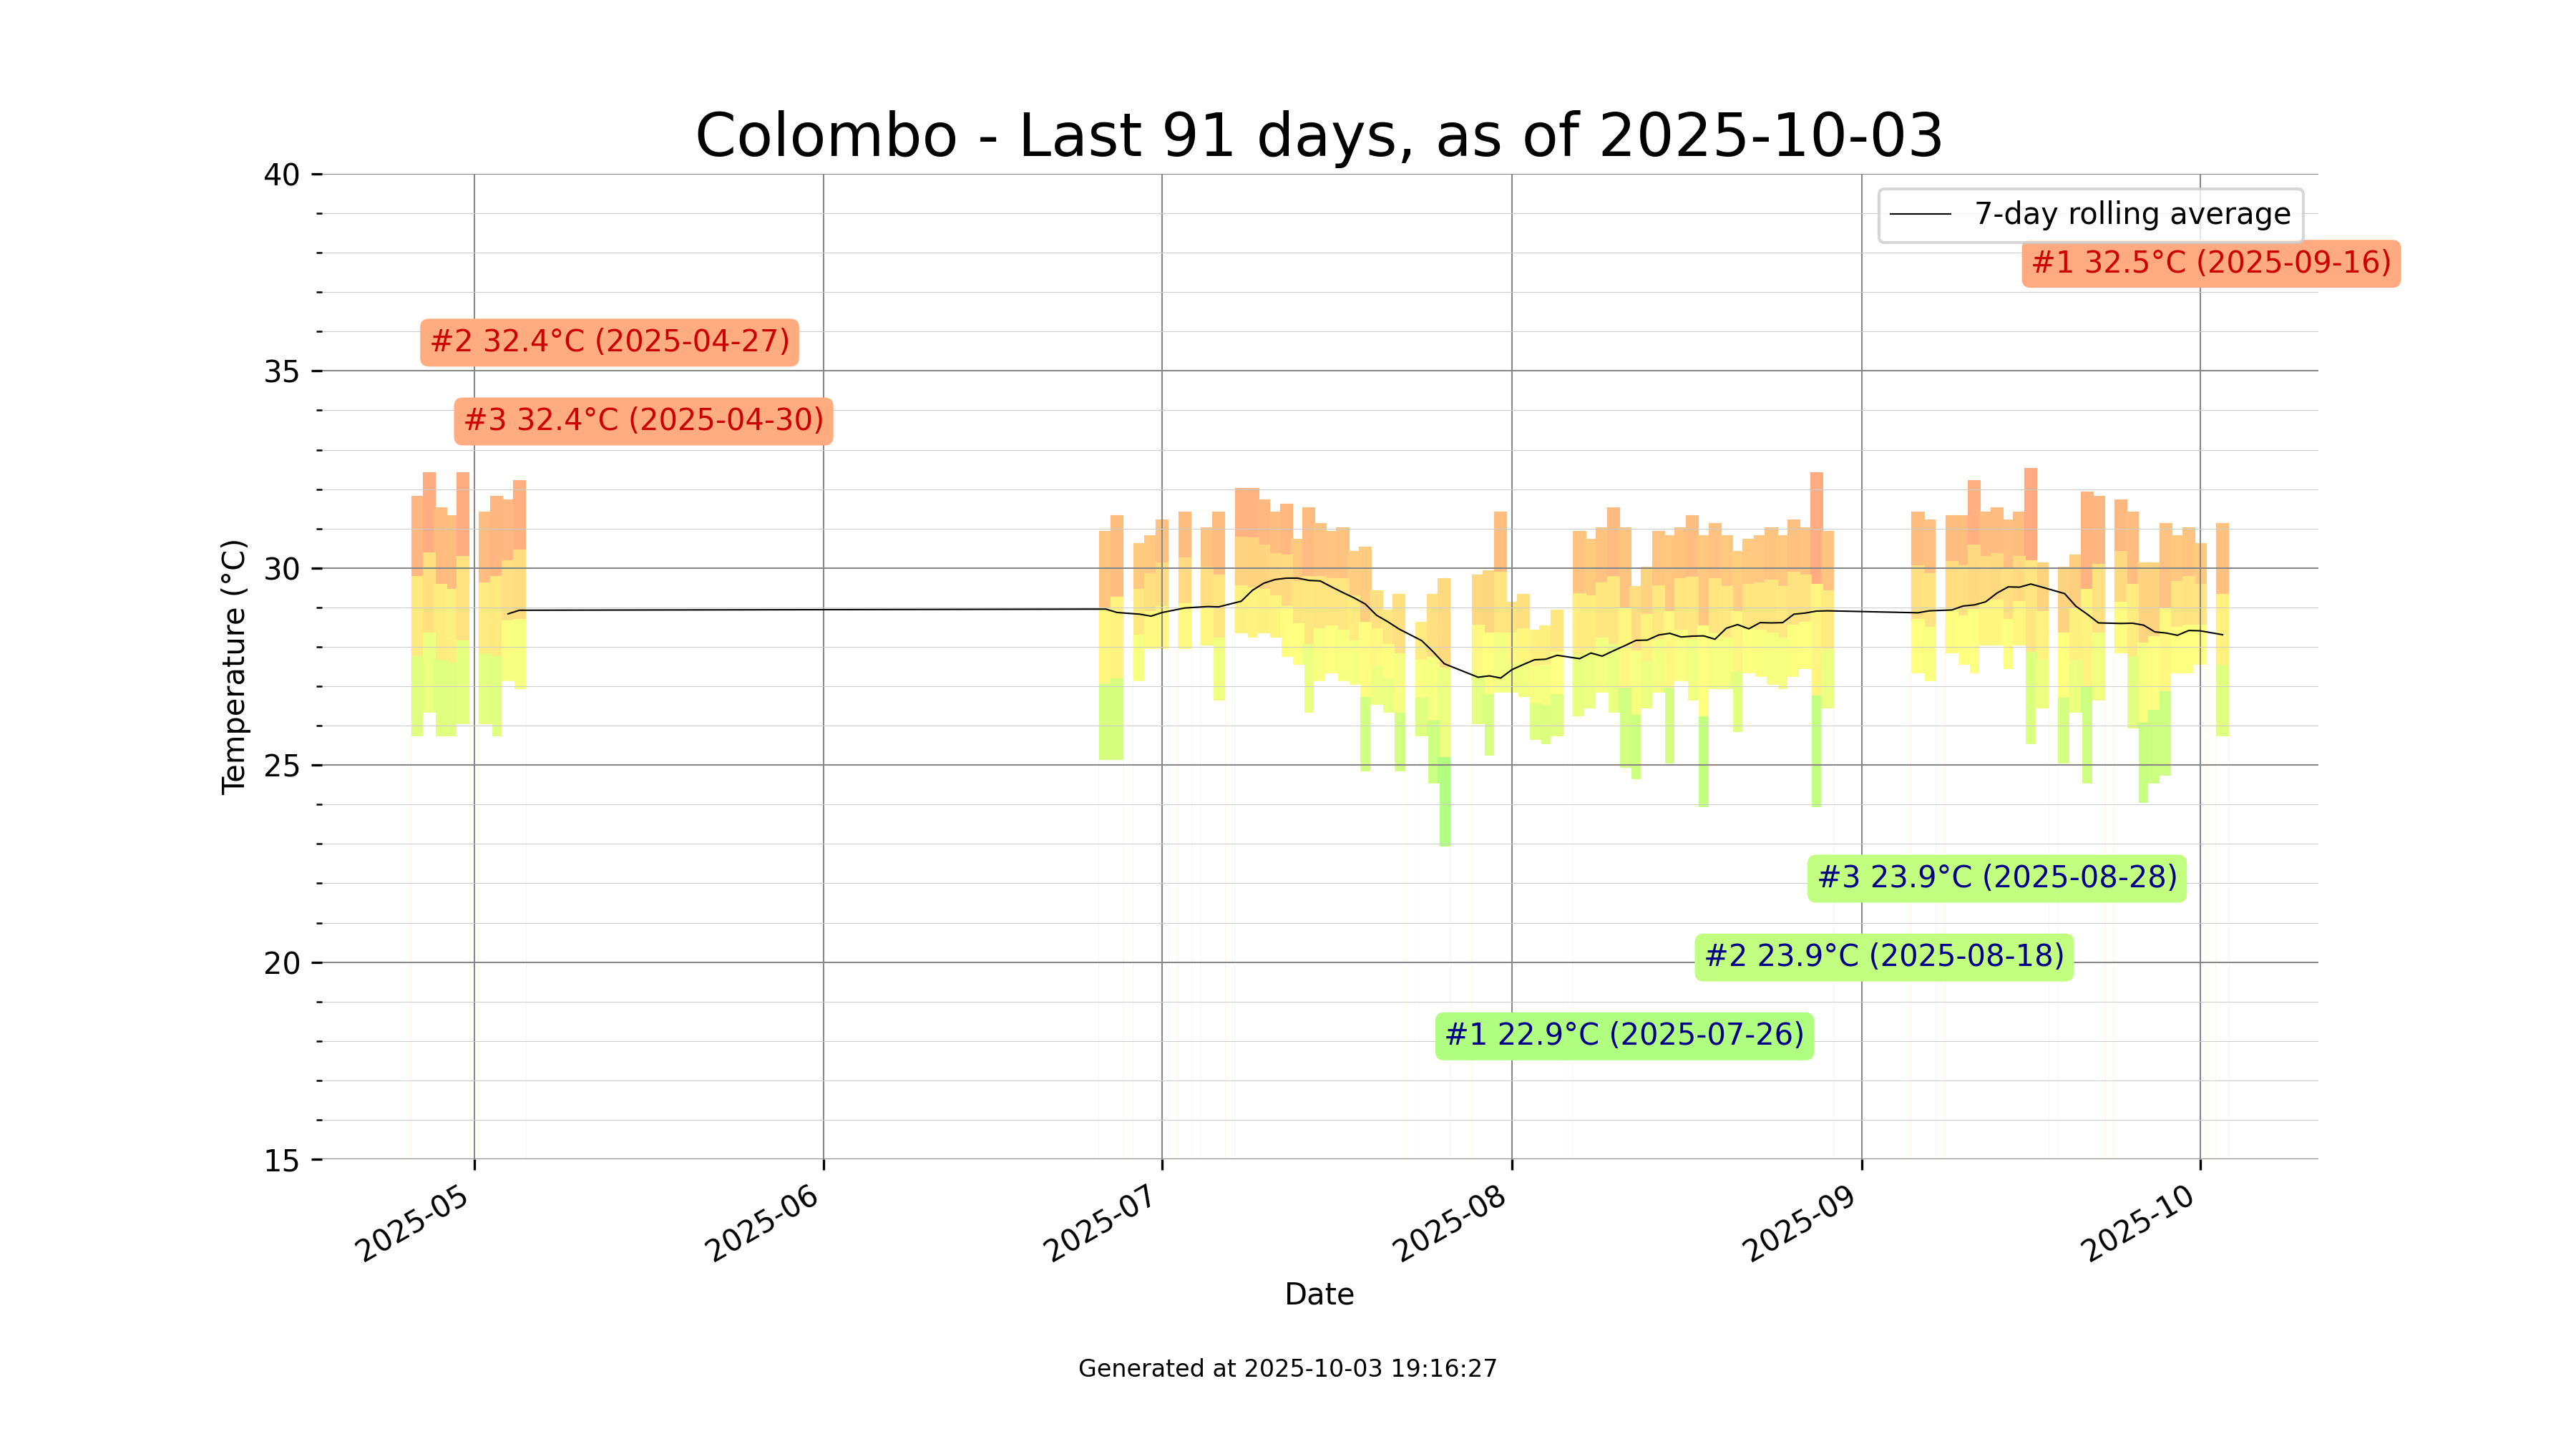 Colombo - Last 91 days, as of 2025-10-03
40
35
30
25
20
15
Temperature (°C)
7-day rolling average
#1 32.5°C (2025-09-16)
#2 32.4°C (2025-04-27)
#3 32.4°C (2025-04-30)
#3 23.9°C (2025-08-28)
#2 23.9°C (2025-08-18)
#1 22.9°C (2025-07-26)
2025-05
2025-06
2025-07
2025-08
2025-09
2025-10
Date
Generated at 2025-10-03 19:16:27